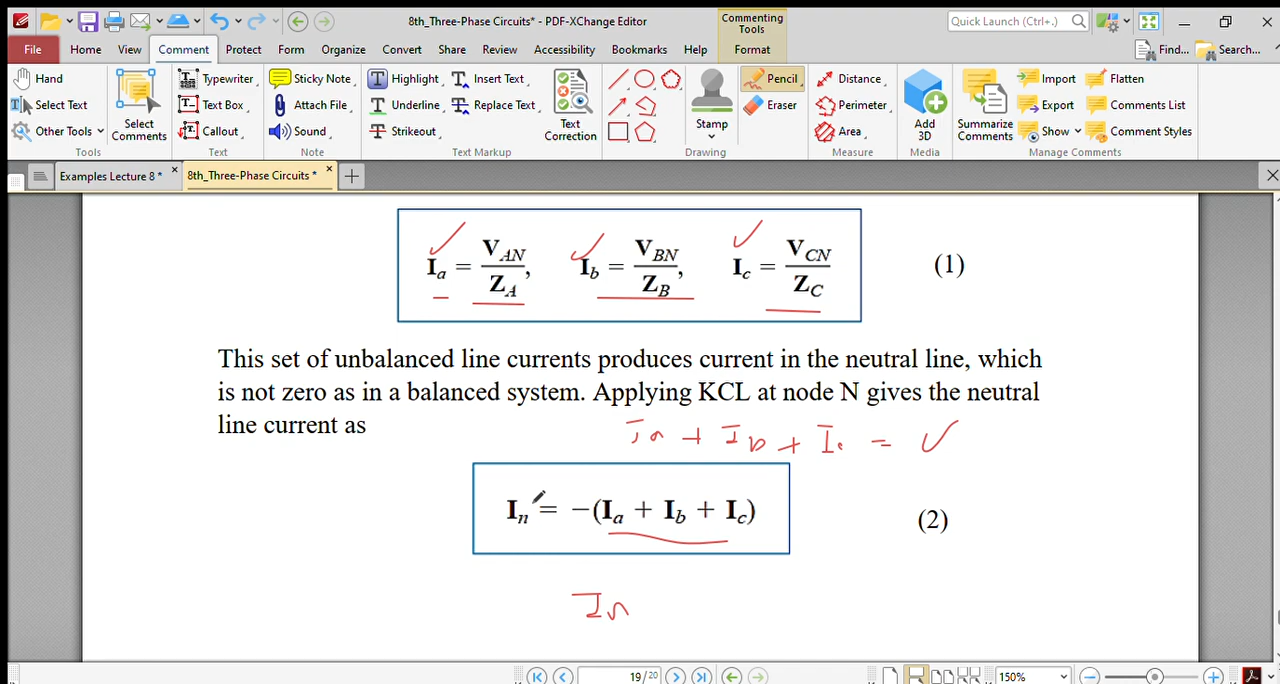 8th_Three-Phase Circuits* - PDF-XChange Editor
Commenting Tools
Quick Launch (Ctrl+.)
File Home View Comment Protect Form Organize Convert Share Review Accessibility Bookmarks Help Format
Find... Search...
Hand
Select Text
Other Tools
Select Comments
Tools
Typewriter
Text Box
Callout
Text
Sticky Note
Attach File
Sound
Note
Highlight
Underline
Strikeout
Insert Text
Replace Text
Text Correction
Text Markup
Stamp
Pencil
Eraser
Drawing
Distance
Perimeter
Area
Measure
Add 3D
Media
Summarize Comments
Import
Export
Show
Flatten
Comments List
Comment Styles
Manage Comments
Examples Lecture 8 *
8th_Three-Phase Circuits *
I_a = V_AN / Z_A, I_b = V_BN / Z_B, I_c = V_CN / Z_C (1)
This set of unbalanced line currents produces current in the neutral line, which
is not zero as in a balanced system. Applying KCL at node N gives the neutral
line current as
Ia + Ib + Ic = ✓
I_n = −(I_a + I_b + I_c) (2)
In
19 / 20
150%